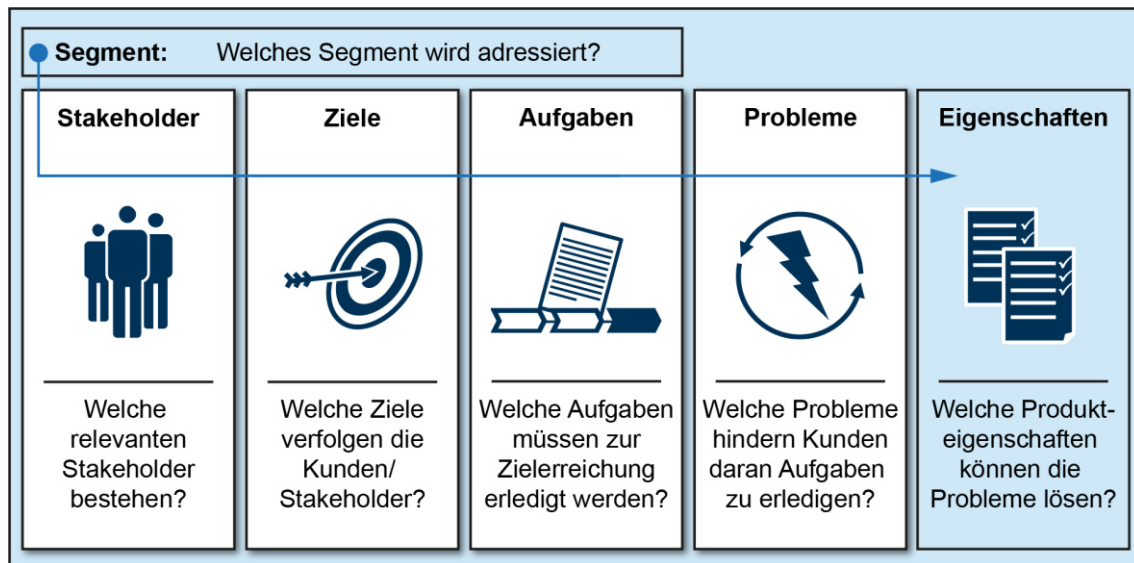 Segment: Welches Segment wird adressiert?
Stakeholder
Welche
relevanten
Stakeholder
bestehen?
Ziele
Welche Ziele
verfolgen die
Kunden/
Stakeholder?
Aufgaben
Welche Aufgaben
müssen zur
Zielerreichung
erledigt werden?
Probleme
Welche Probleme
hindern Kunden
daran Aufgaben
zu erledigen?
Eigenschaften
Welche Produkt-
eigenschaften
können die
Probleme lösen?